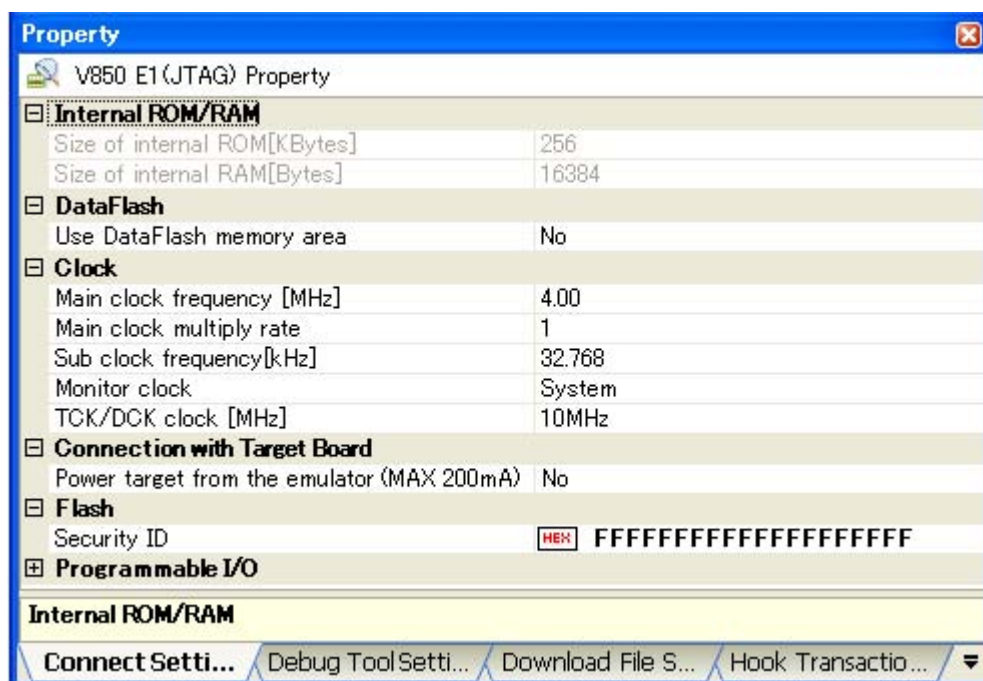 Property
V850 E1(JTAG) Property
Internal ROM/RAM
Size of internal ROM[KBytes] 256
Size of internal RAM[Bytes] 16384
DataFlash
Use DataFlash memory area No
Clock
Main clock frequency [MHz] 4.00
Main clock multiply rate 1
Sub clock frequency[kHz] 32.768
Monitor clock System
TCK/DCK clock [MHz] 10MHz
Connection with Target Board
Power target from the emulator (MAX 200mA) No
Flash
Security ID HEX FFFFFFFFFFFFFFFFFFFF
Programmable I/O
Internal ROM/RAM
Connect Setti... Debug Tool Setti... Download File S... Hook Transactio...